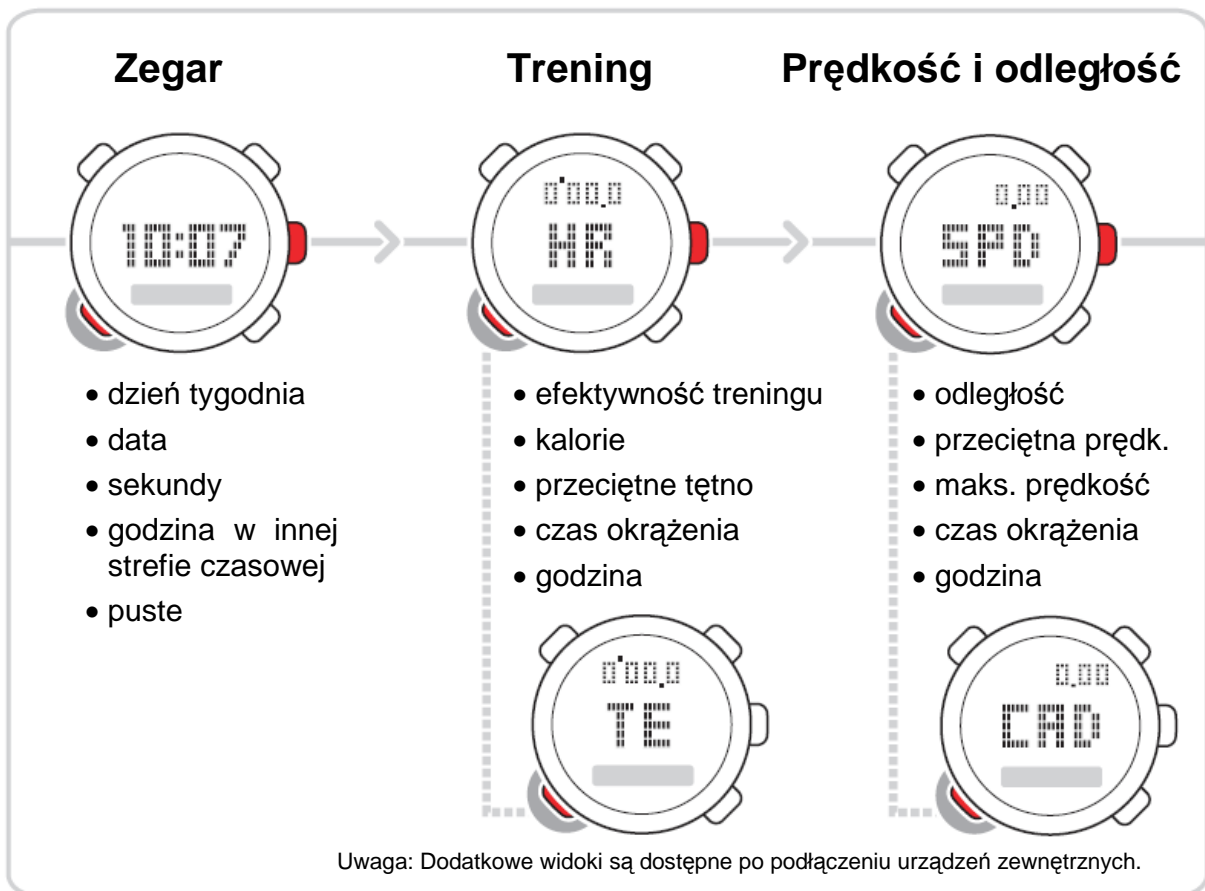 Zegar
Trening
Prędkość i odległość
10:07
0'00.0
HR
0.00
SPD
• dzień tygodnia
• data
• sekundy
• godzina w innej
strefie czasowej
• puste
• efektywność treningu
• kalorie
• przeciętne tętno
• czas okrążenia
• godzina
• odległość
• przeciętna prędk.
• maks. prędkość
• czas okrążenia
• godzina
0'00.0
TE
0.00
CAD
Uwaga: Dodatkowe widoki są dostępne po podłączeniu urządzeń zewnętrznych.